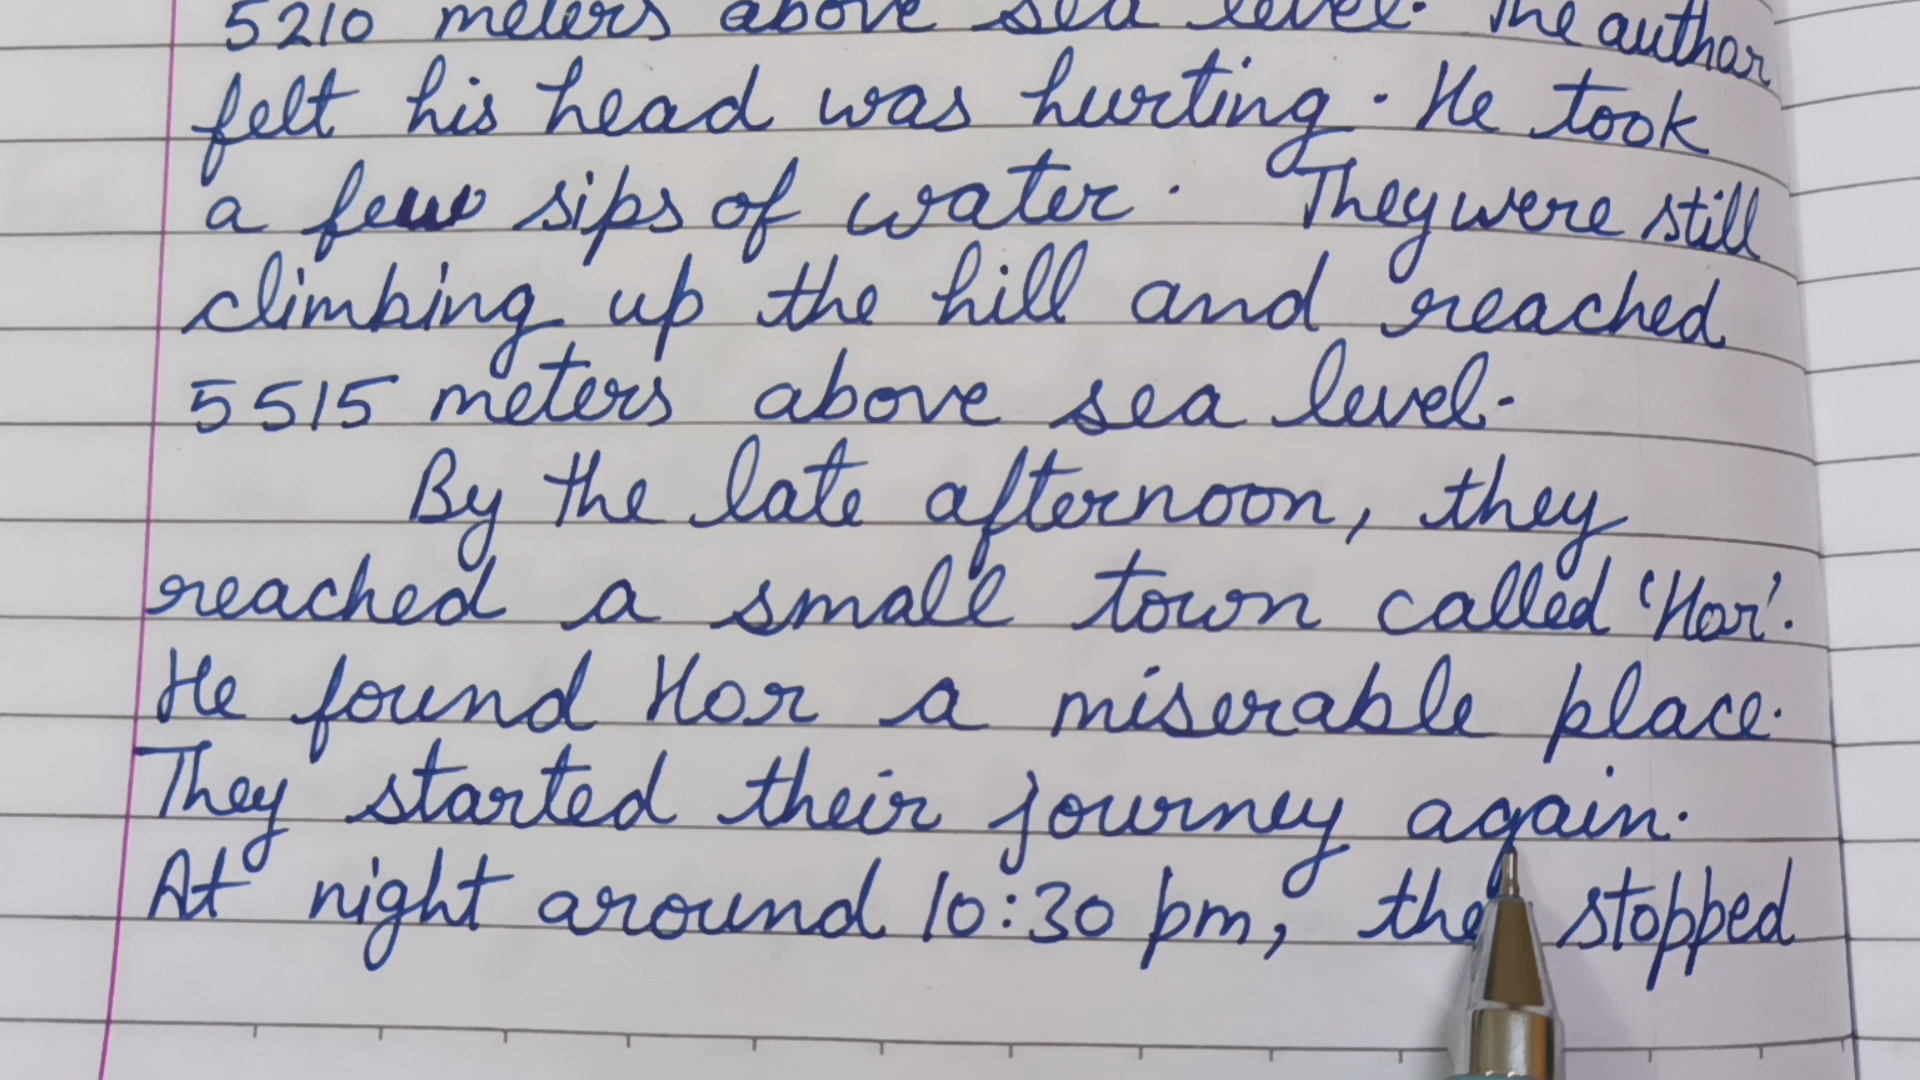 5210 meters above sea level. The author
felt his head was hurting. He took
a few sips of water. They were still
climbing up the hill and reached
5515 meters above sea level.
By the late afternoon, they
reached a small town called 'Hor'.
He found Hor a miserable place.
They started their journey again.
At night around 10:30 pm, they stopped